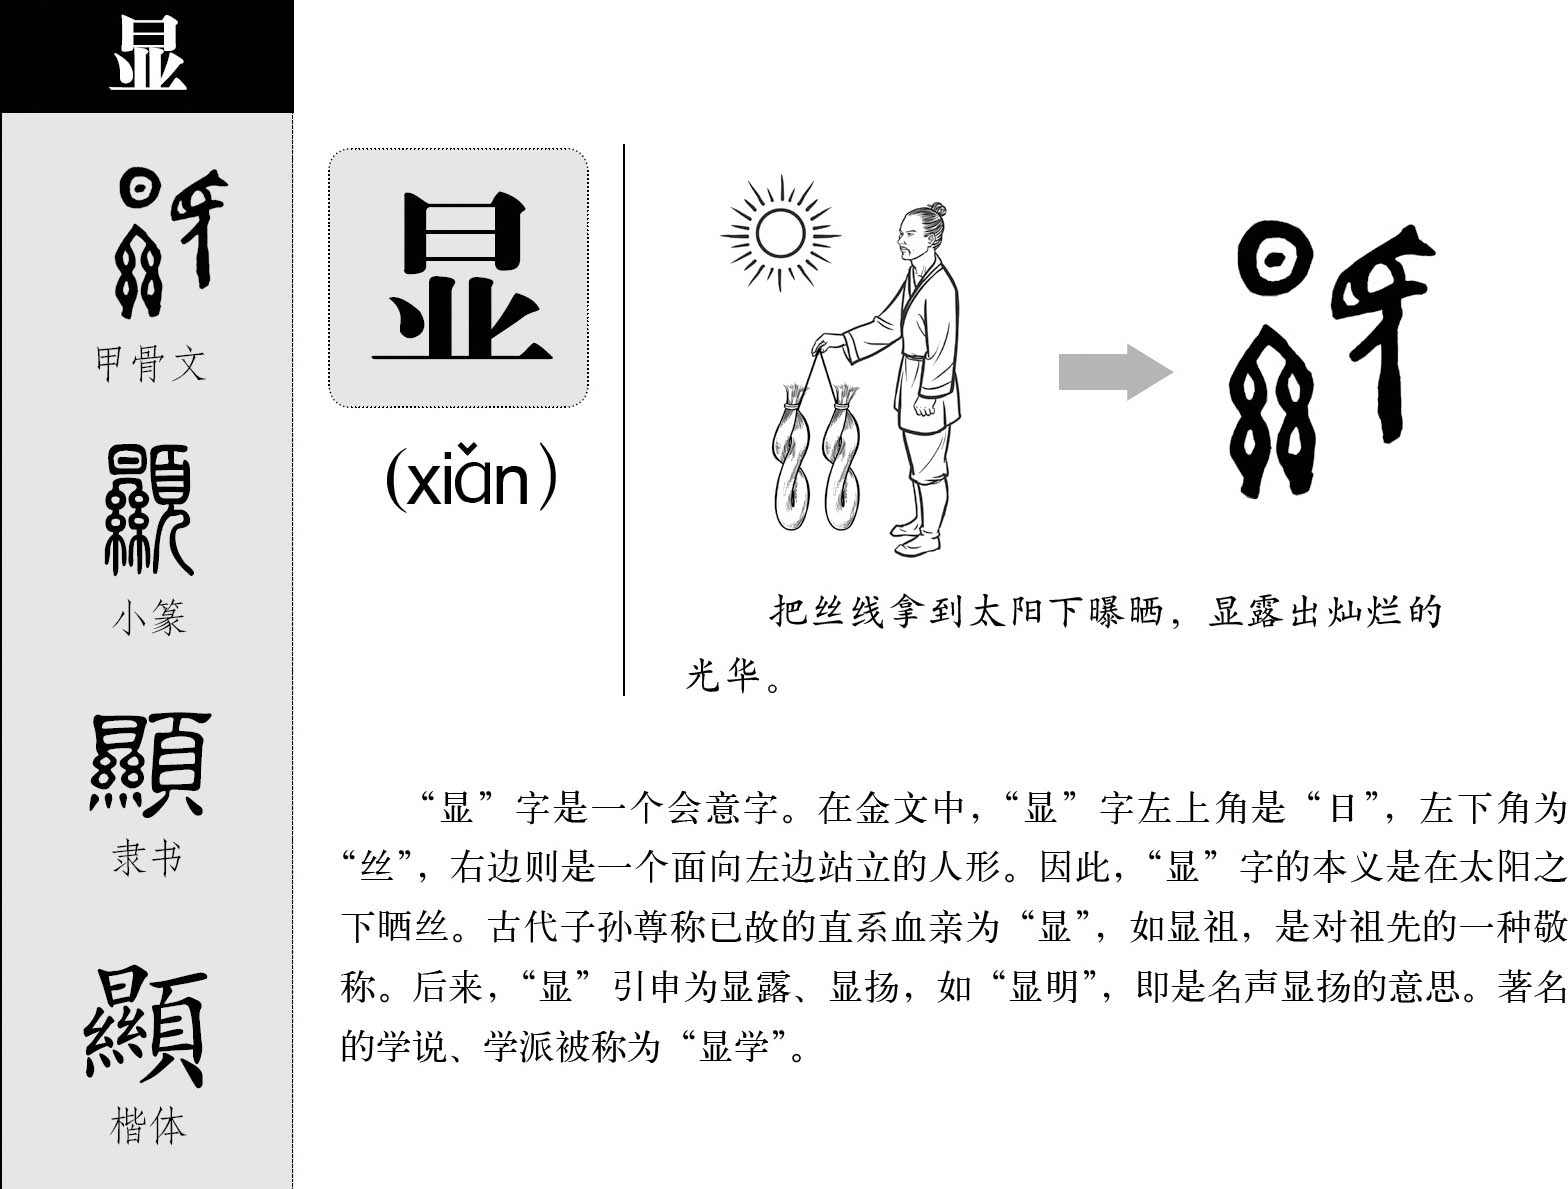 显
甲骨文
小篆
隶书
顯
楷体
显
(xiǎn)
把丝线拿到太阳下曝晒，显露出灿烂的
光华。
“显”字是一个会意字。在金文中，“显”字左上角是“日”，左下角为
“丝”，右边则是一个面向左边站立的人形。因此，“显”字的本义是在太阳之
下晒丝。古代子孙尊称已故的直系血亲为“显”，如显祖，是对祖先的一种敬
称。后来，“显”引申为显露、显扬，如“显明”，即是名声显扬的意思。著名
的学说、学派被称为“显学”。